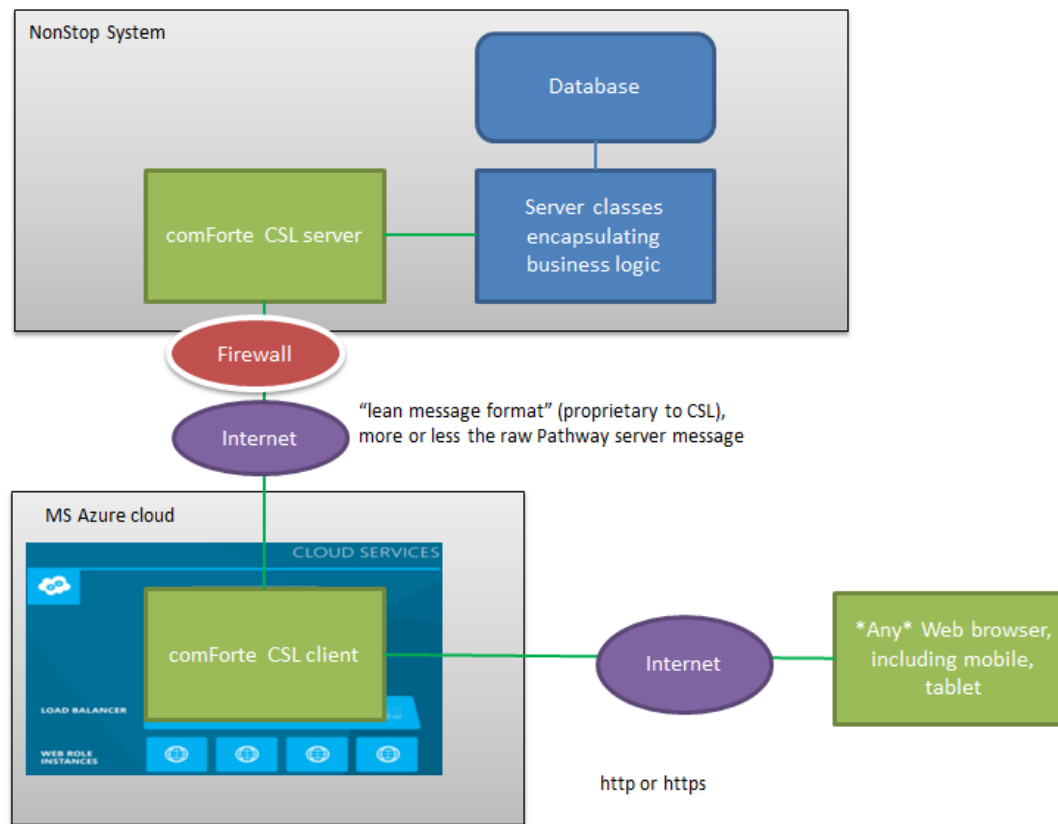 NonStop System
Database
comForte CSL server
Server classes
encapsulating
business logic
Firewall
Internet
“lean message format” (proprietary to CSL),
more or less the raw Pathway server message
MS Azure cloud
CLOUD SERVICES
comForte CSL client
LOAD BALANCER
WEB ROLE
INSTANCES
Internet
*Any* Web browser,
including mobile,
tablet
http or https